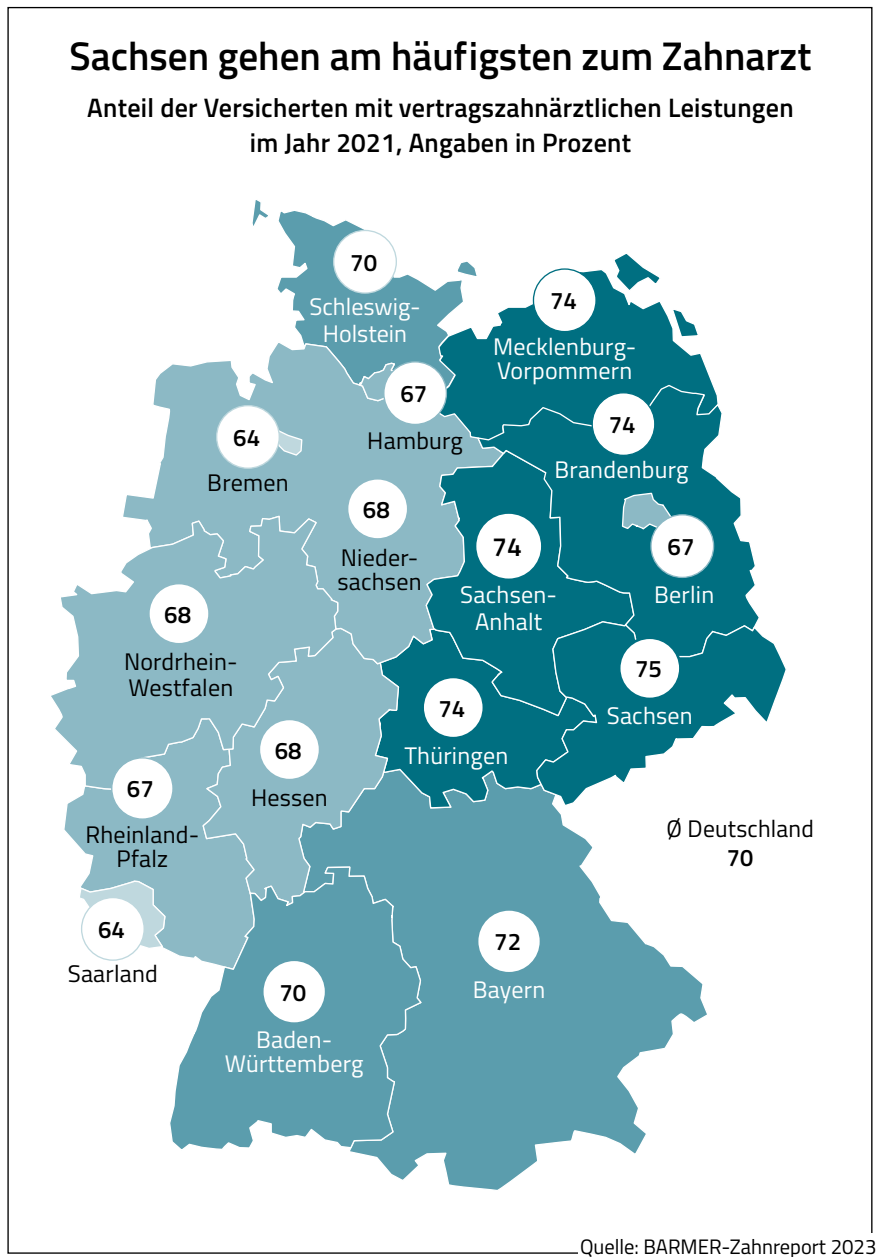 Sachsen gehen am häufigsten zum Zahnarzt
Anteil der Versicherten mit vertragszahnärztlichen Leistungen
im Jahr 2021, Angaben in Prozent
70
Schleswig-
Holstein
74
Mecklenburg-
Vorpommern
67
Hamburg
74
Brandenburg
64
Bremen
68
Nieder-
sachsen
74
Sachsen-
Anhalt
67
Berlin
68
Nordrhein-
Westfalen
75
Sachsen
74
Thüringen
68
Hessen
67
Rheinland-
Pfalz
Ø Deutschland
70
64
Saarland
72
Bayern
70
Baden-
Württemberg
Quelle: BARMER-Zahnreport 2023